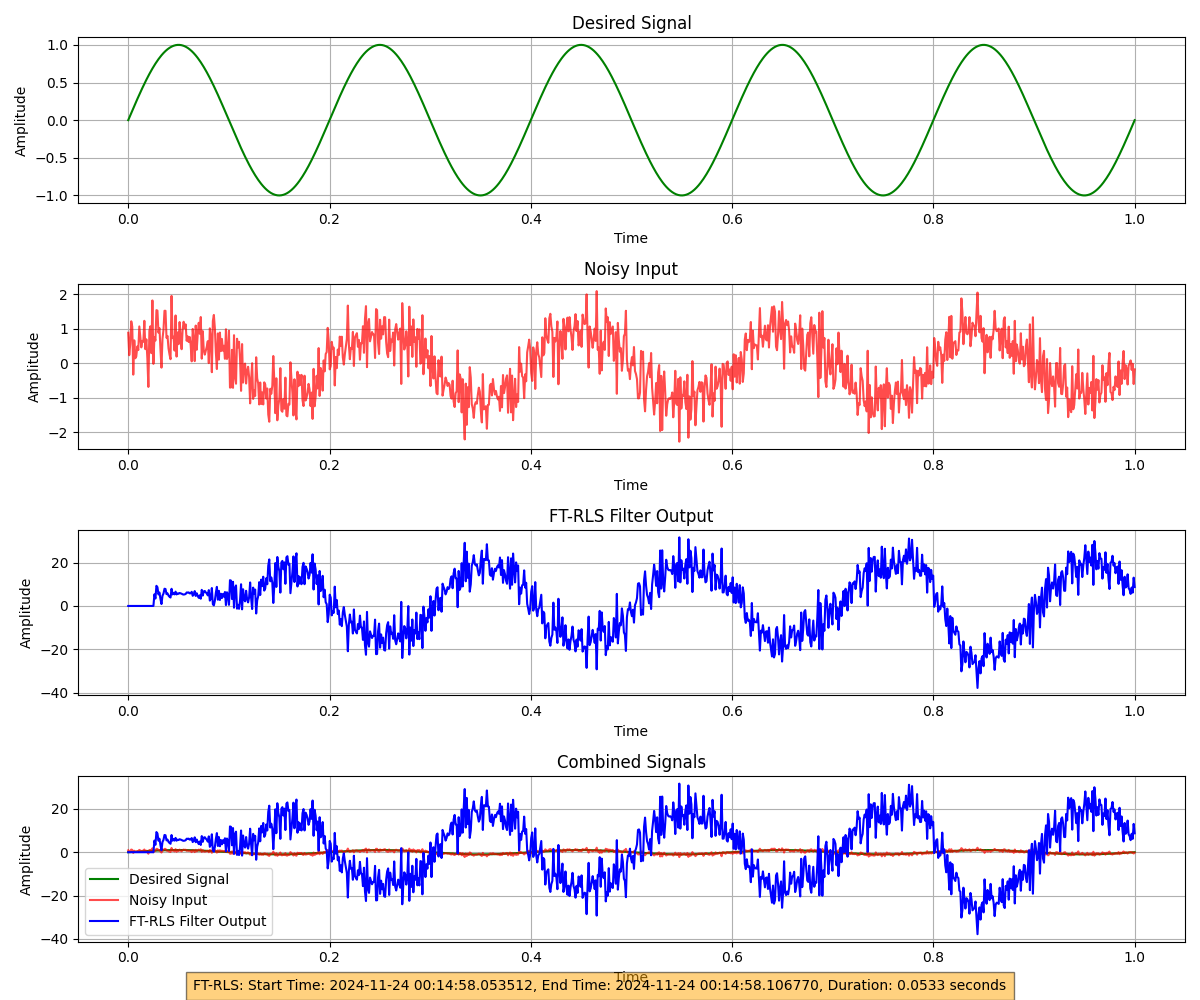 Desired Signal
1.0
0.5
0.0
−0.5
−1.0
Amplitude
0.0 0.2 0.4 0.6 0.8 1.0
Time
Noisy Input
2
1
0
−1
−2
Amplitude
0.0 0.2 0.4 0.6 0.8 1.0
Time
FT-RLS Filter Output
20
0
−20
−40
Amplitude
0.0 0.2 0.4 0.6 0.8 1.0
Time
Combined Signals
20
0
−20
−40
Amplitude
Desired Signal
Noisy Input
FT-RLS Filter Output
0.0 0.2 0.4 0.6 0.8 1.0
Time
FT-RLS: Start Time: 2024-11-24 00:14:58.053512, End Time: 2024-11-24 00:14:58.106770, Duration: 0.0533 seconds